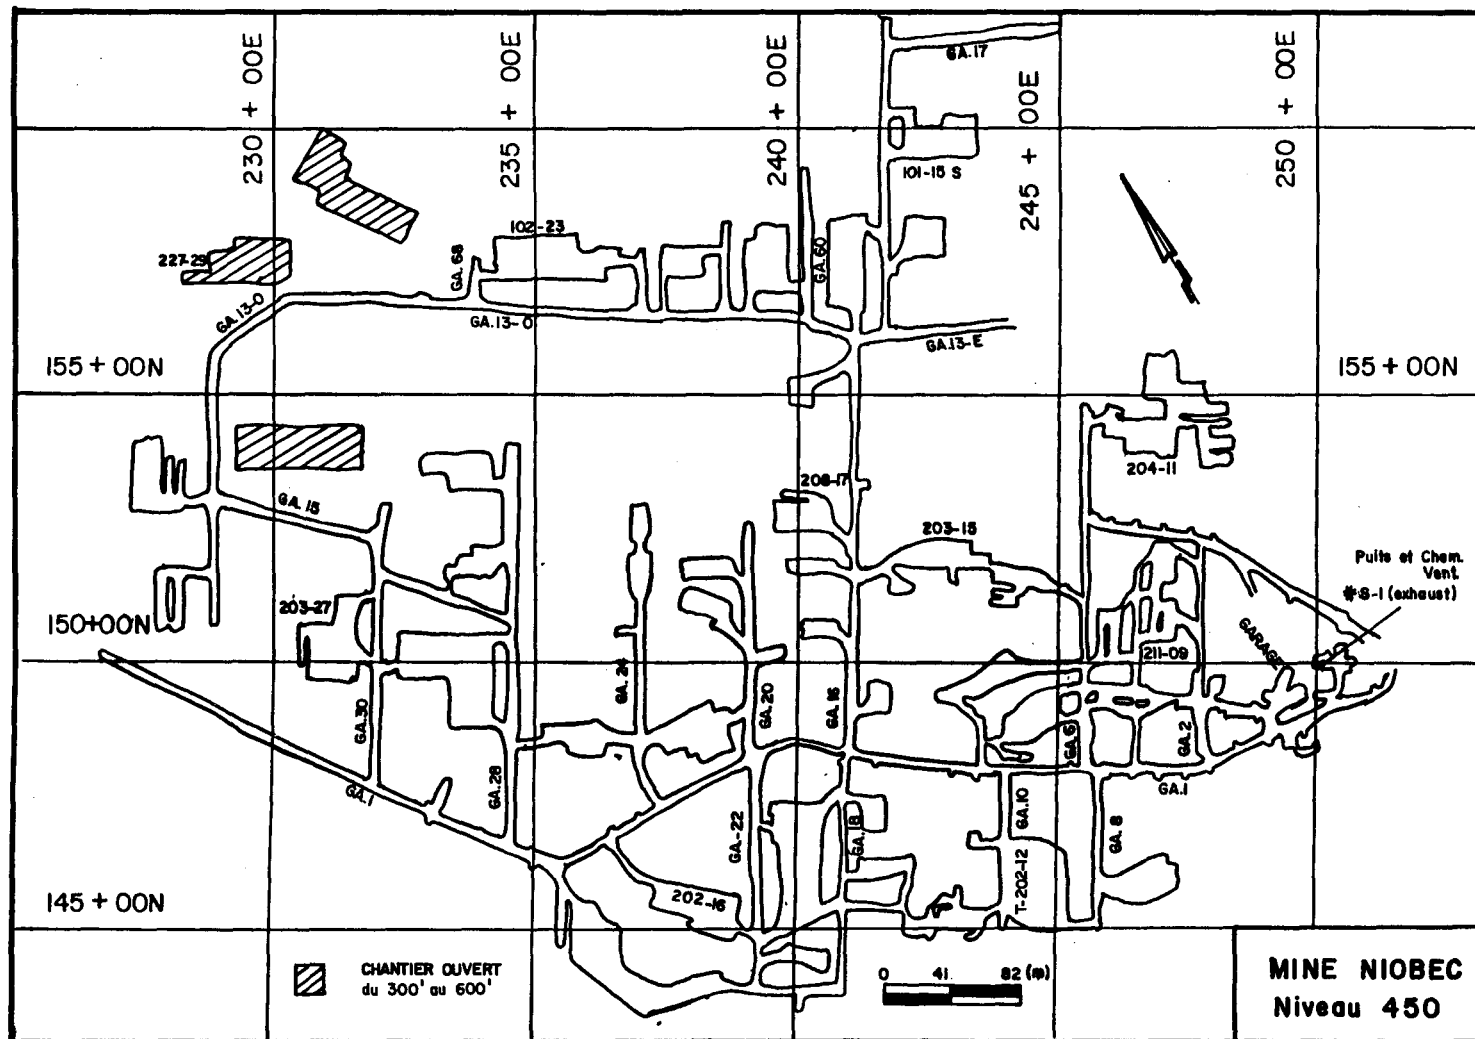 230 + 00E
235 + 00E
240 + 00E
245 + 00E
250 + 00E
GA.17
101-15 S
102-23
GA.68
GA.60
227-29
GA.13-O
GA.13-O
GA.13-E
155 + 00N
155 + 00N
204-11
208-17
GA.15
203-15
Puits et Chem.
Vent.
#S-1 (exhaust)
203-27
150+00N
GARAGE
211-09
GA.24
GA.20
GA.16
GA.30
GA.6
GA.2
GA.28
GA.1
GA.1
GA.10
GA.18
GA.8
GA.-22
T-202-12
202-16
145 + 00N
CHANTIER OUVERT
du 300' au 600'
0 41 82 (m)
MINE NIOBEC
Niveau 450